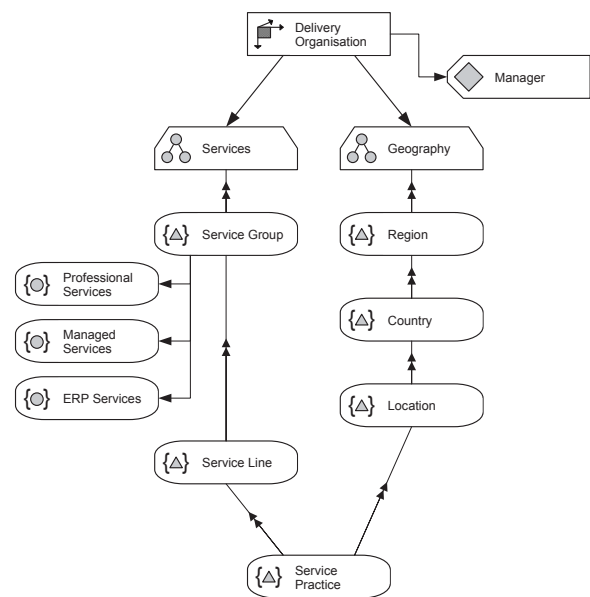 Delivery
Organisation
Manager
Services
Geography
Service Group
Region
Professional
Services
Managed
Services
Country
ERP Services
Location
Service Line
Service
Practice